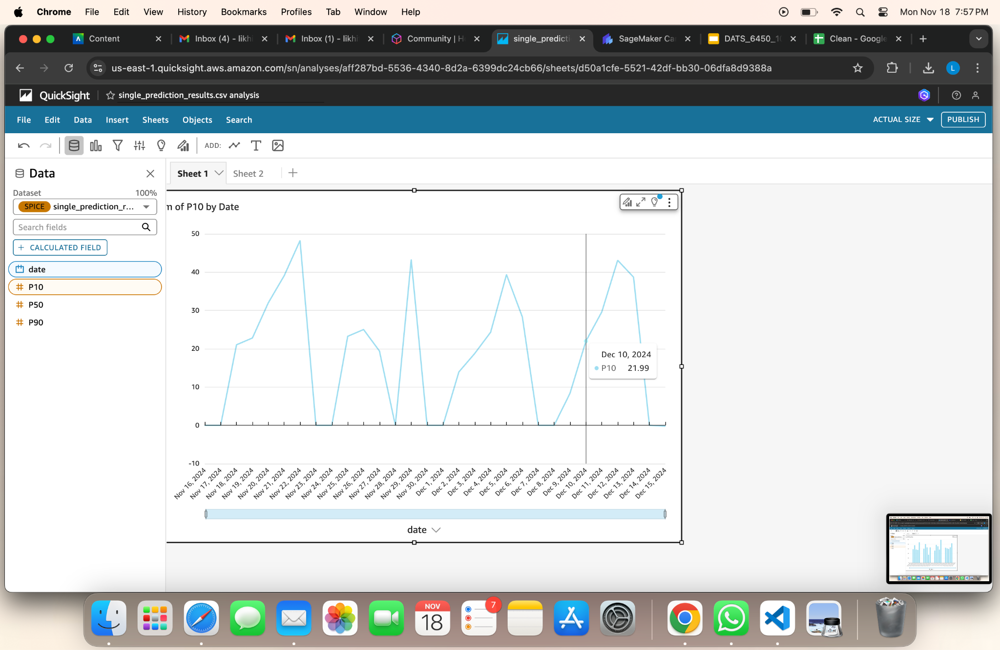 Chrome File Edit View History Bookmarks Profiles Tab Window Help Mon Nov 18 7:57 PM
Content Inbox (4) - likhi Inbox (1) - likhi Community | H single_predicti SageMaker Ca DATS_6450_1 Clean - Google
us-east-1.quicksight.aws.amazon.com/sn/analyses/aff287bd-5536-4340-8d2a-6399dc24cb66/sheets/d50a1cfe-5521-42df-bb30-06dfa8d9388a
L
QuickSight single_prediction_results.csv analysis
File Edit Data Insert Sheets Objects Search ACTUAL SIZE PUBLISH
ADD:
Data
Sheet 1 Sheet 2
Dataset 100%
SPICE single_prediction_r...
Search fields
+ CALCULATED FIELD
date
P10
P50
P90
m of P10 by Date
50
40
30
20
10
0
-10
Dec 10, 2024
P10 21.99
Nov 16, 2024
Nov 17, 2024
Nov 18, 2024
Nov 19, 2024
Nov 20, 2024
Nov 21, 2024
Nov 22, 2024
Nov 23, 2024
Nov 24, 2024
Nov 25, 2024
Nov 26, 2024
Nov 27, 2024
Nov 28, 2024
Nov 29, 2024
Nov 30, 2024
Dec 1, 2024
Dec 2, 2024
Dec 3, 2024
Dec 4, 2024
Dec 5, 2024
Dec 6, 2024
Dec 7, 2024
Dec 8, 2024
Dec 9, 2024
Dec 10, 2024
Dec 11, 2024
Dec 12, 2024
Dec 13, 2024
Dec 14, 2024
Dec 15, 2024
date
NOV
18
7